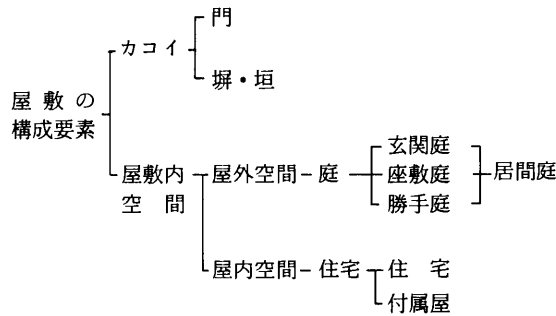 門
カコイ
塀・垣
屋敷の
構成要素
玄関庭
屋敷内 屋外空間 庭 座敷庭 居間庭
空間 勝手庭
屋内空間 住宅 住宅
付属屋